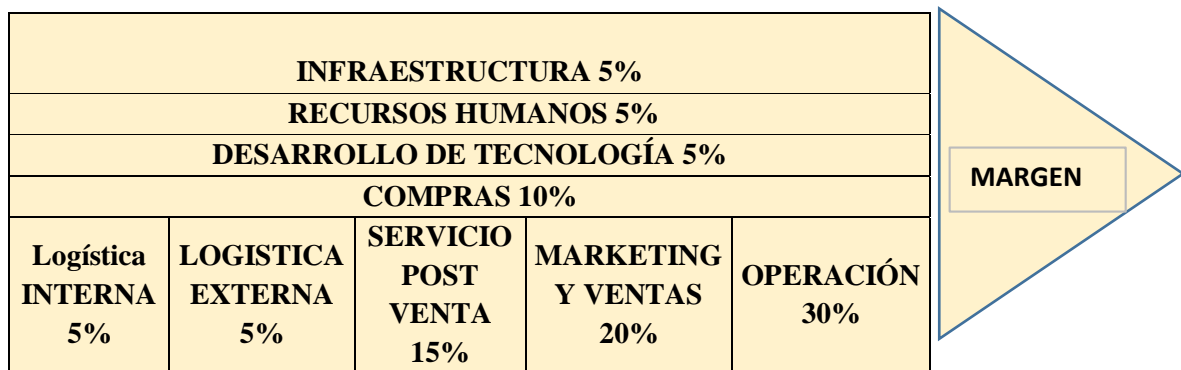 INFRAESTRUCTURA 5%
RECURSOS HUMANOS 5%
DESARROLLO DE TECNOLOGÍA 5%
COMPRAS 10%
Logística
INTERNA
5%
LOGISTICA
EXTERNA
5%
SERVICIO
POST
VENTA
15%
MARKETING
Y VENTAS
20%
OPERACIÓN
30%
MARGEN